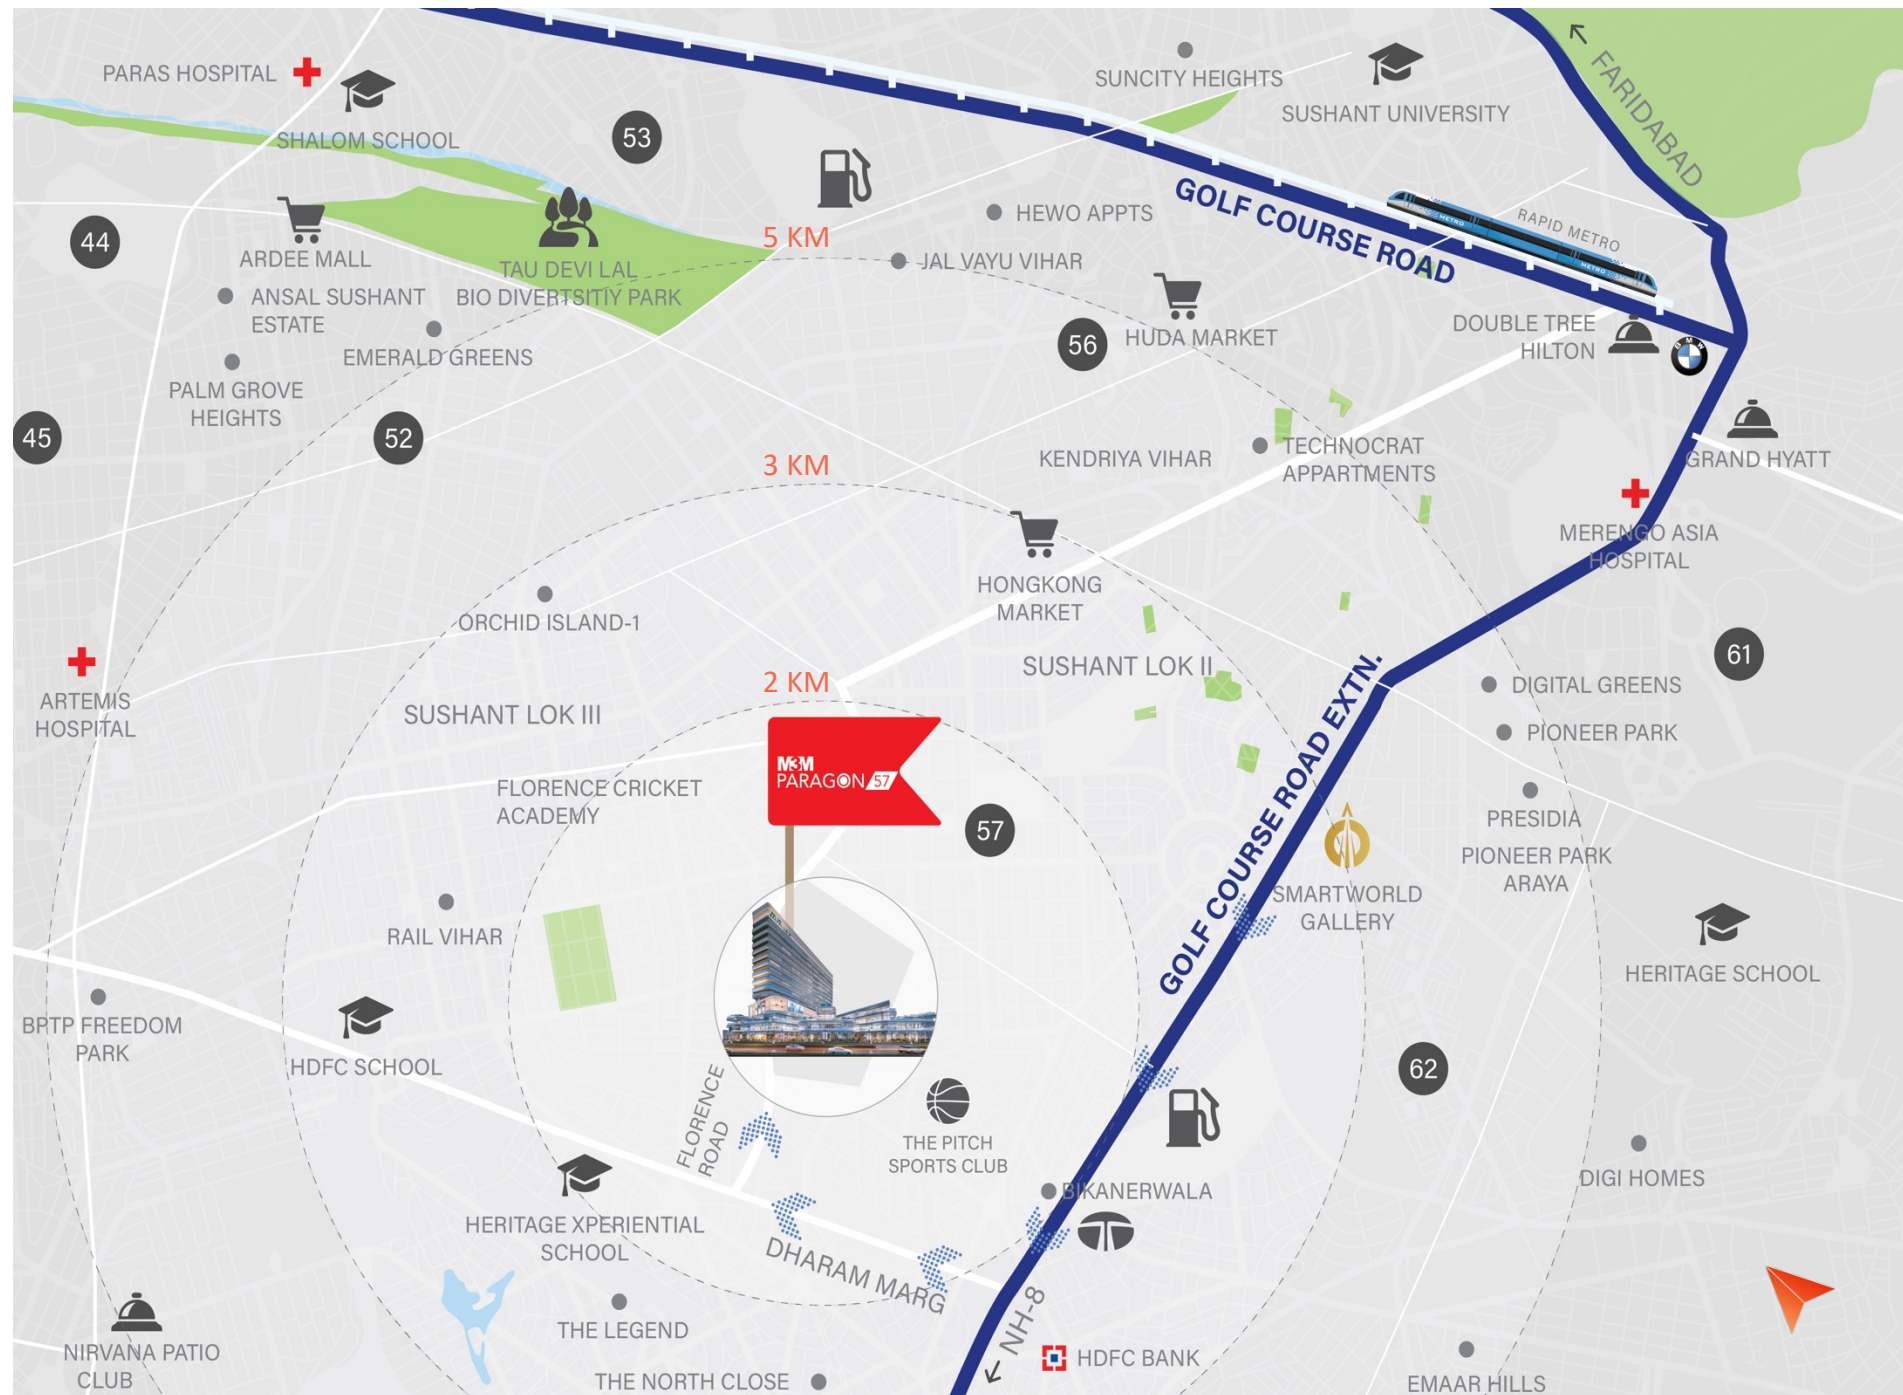 PARAS HOSPITAL
SHALOM SCHOOL
53
SUNCITY HEIGHTS
SUSHANT UNIVERSITY
FARIDABAD
44
ARDEE MALL
TAU DEVI LAL
BIO DIVERTSITIY PARK
5 KM
HEWO APPTS
JAL VAYU VIHAR
GOLF COURSE ROAD
RAPID METRO
METRO
METRO
ANSAL SUSHANT
ESTATE
EMERALD GREENS
PALM GROVE
HEIGHTS
56
HUDA MARKET
DOUBLE TREE
HILTON
BMW
45
52
3 KM
KENDRIYA VIHAR
TECHNOCRAT
APPARTMENTS
GRAND HYATT
MERENGO ASIA
HOSPITAL
HONGKONG
MARKET
ORCHID ISLAND-1
ARTEMIS
HOSPITAL
SUSHANT LOK III
2 KM
SUSHANT LOK II
61
DIGITAL GREENS
PIONEER PARK
M3M
PARAGON 57
FLORENCE CRICKET
ACADEMY
57
GOLF COURSE ROAD EXTN.
PRESIDIA
PIONEER PARK
ARAYA
SMARTWORLD
GALLERY
RAIL VIHAR
HERITAGE SCHOOL
BPTP FREEDOM
PARK
HDFC SCHOOL
62
FLORENCE
ROAD
THE PITCH
SPORTS CLUB
BIKANERWALA
DIGI HOMES
HERITAGE XPERIENTIAL
SCHOOL
DHARAM MARG
NIRVANA PATIO
CLUB
THE LEGEND
THE NORTH CLOSE
NH-8
HDFC BANK
EMAAR HILLS